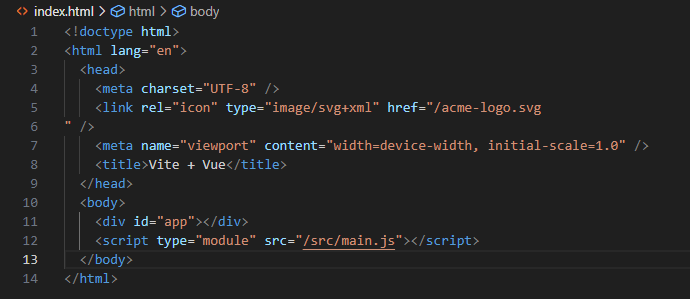 index.html > html > body
1 <!doctype html>
2 <html lang="en">
3 <head>
4 <meta charset="UTF-8" />
5 <link rel="icon" type="image/svg+xml" href="/acme-logo.svg
6 " />
7 <meta name="viewport" content="width=device-width, initial-scale=1.0" />
8 <title>Vite + Vue</title>
9 </head>
10 <body>
11 <div id="app"></div>
12 <script type="module" src="/src/main.js"></script>
13 </body>
14 </html>